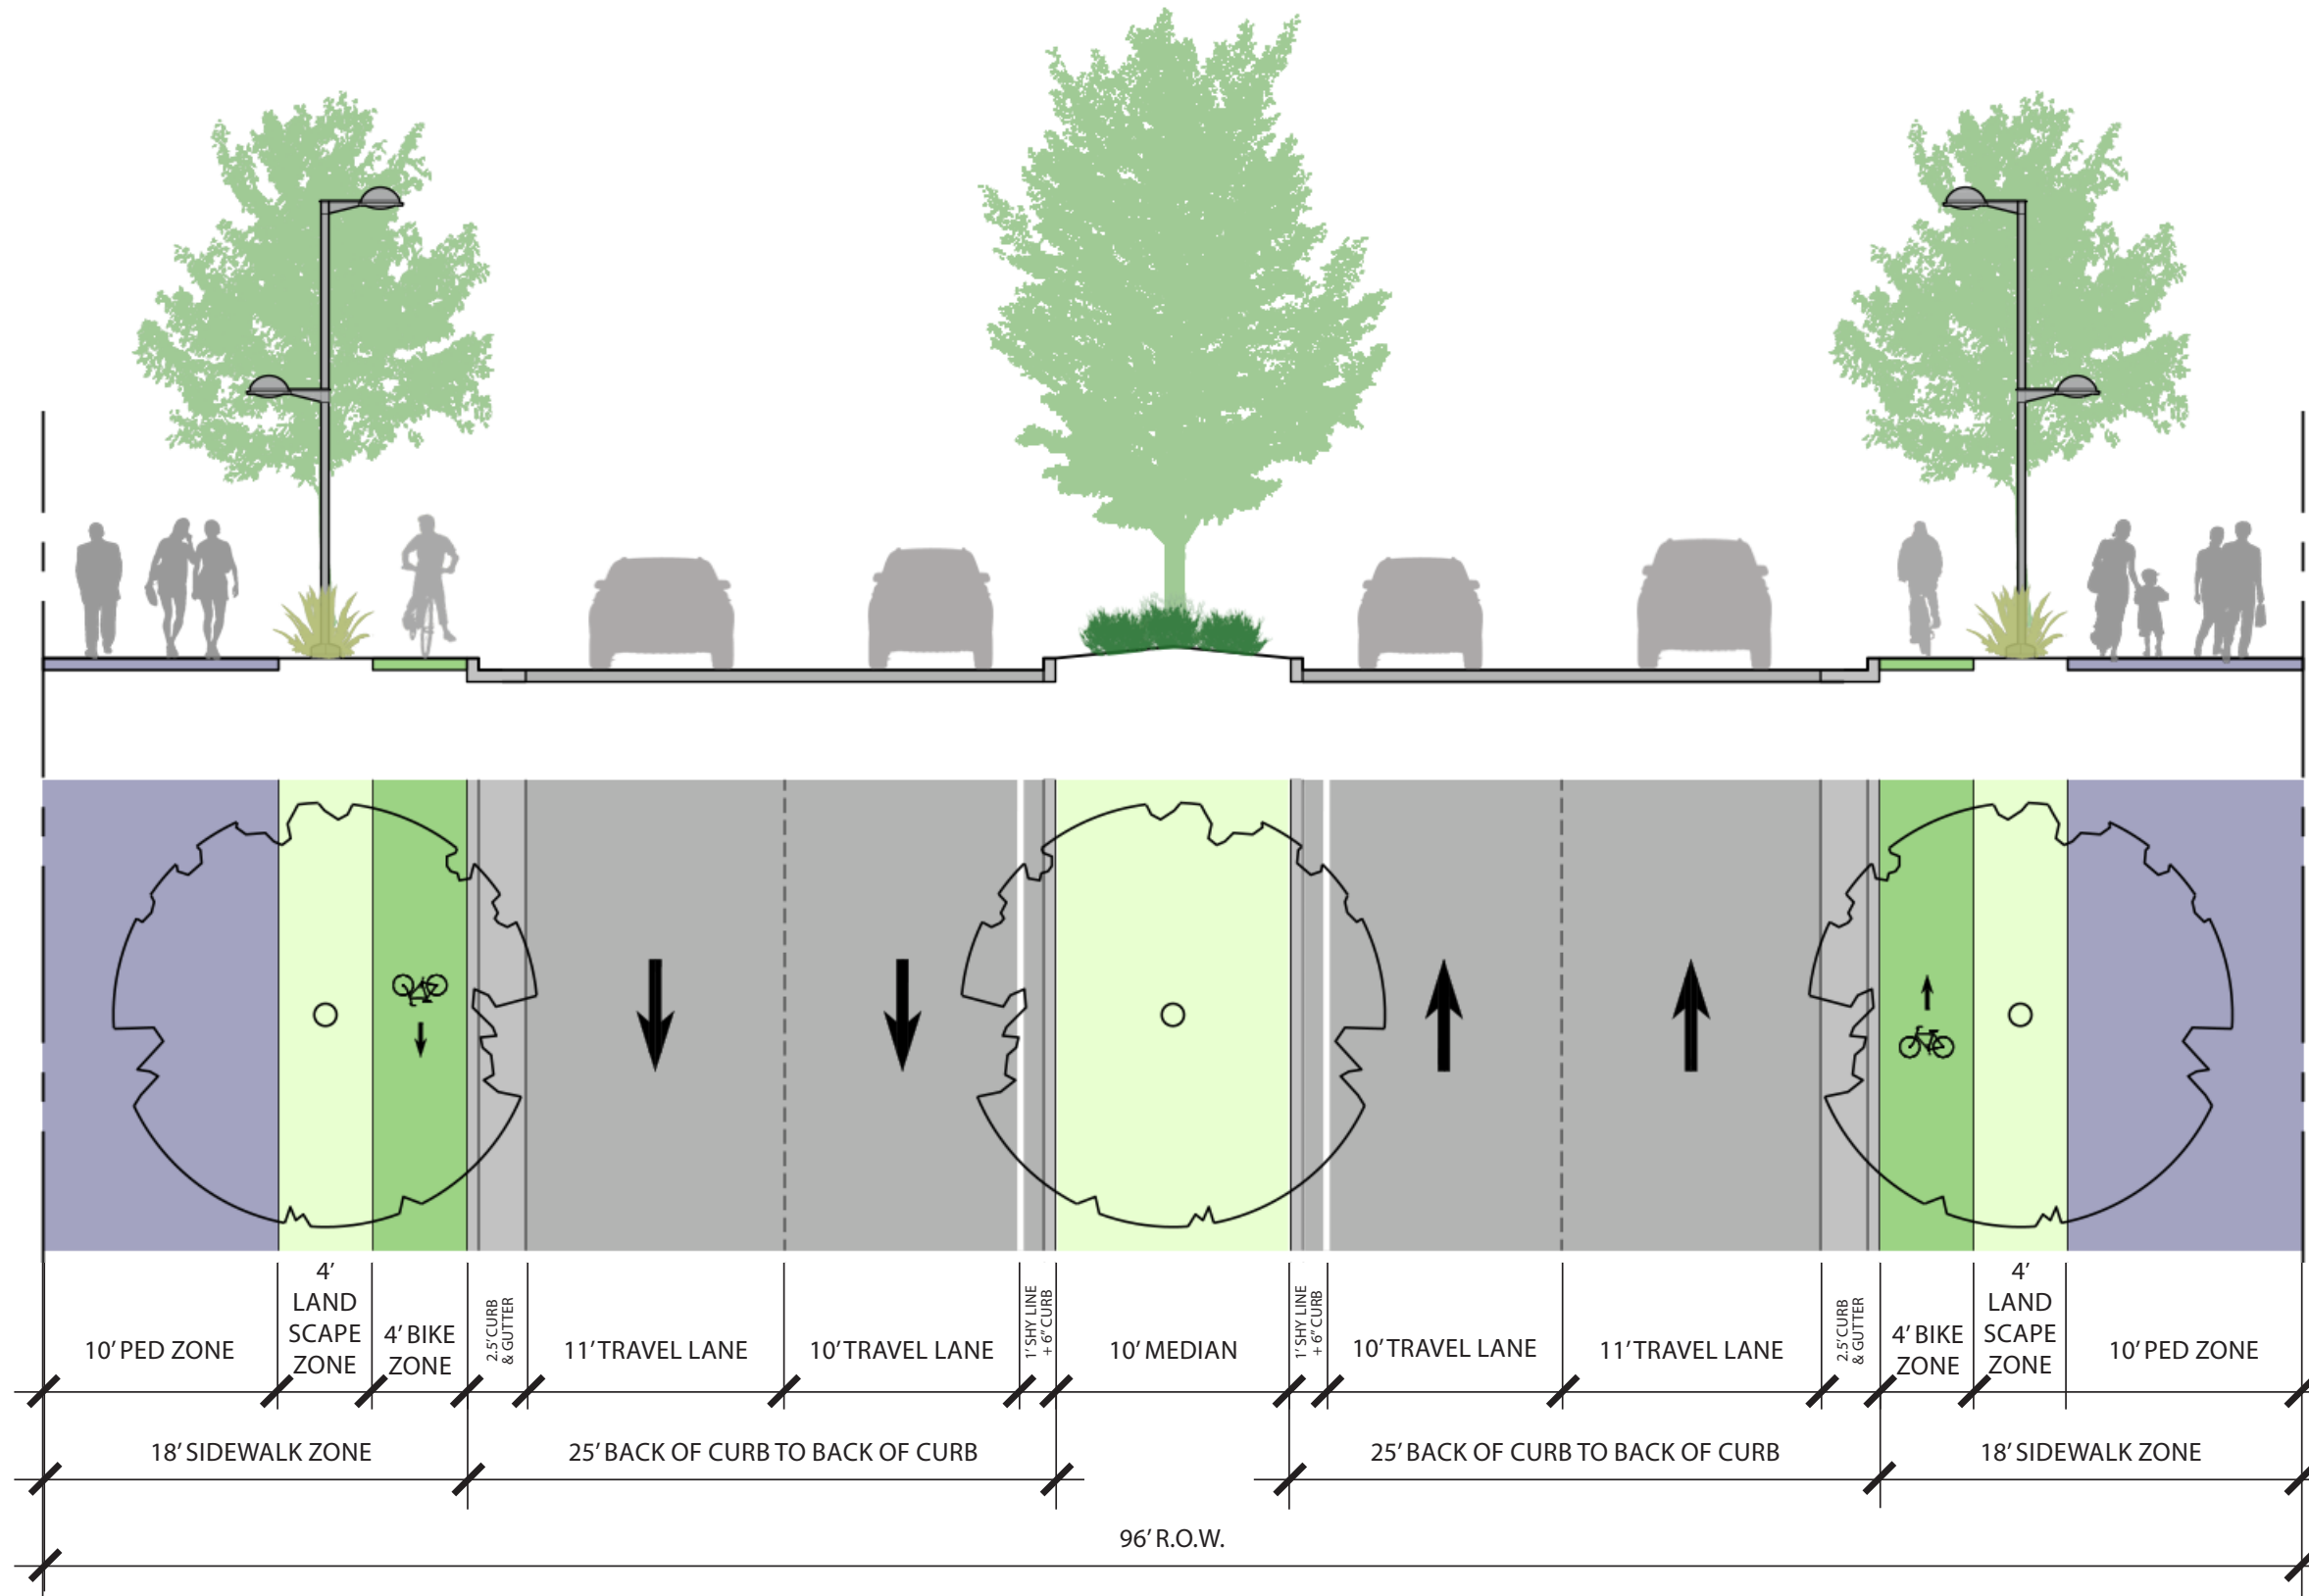 10' PED ZONE
4'
LAND
SCAPE
ZONE
4' BIKE
ZONE
2.5' CURB
& GUTTER
11' TRAVEL LANE
10' TRAVEL LANE
1' SHY LINE
+ 6" CURB
10' MEDIAN
1' SHY LINE
+ 6" CURB
10' TRAVEL LANE
11' TRAVEL LANE
2.5' CURB
& GUTTER
4' BIKE
ZONE
4'
LAND
SCAPE
ZONE
10' PED ZONE
18' SIDEWALK ZONE
25' BACK OF CURB TO BACK OF CURB
25' BACK OF CURB TO BACK OF CURB
18' SIDEWALK ZONE
96' R.O.W.